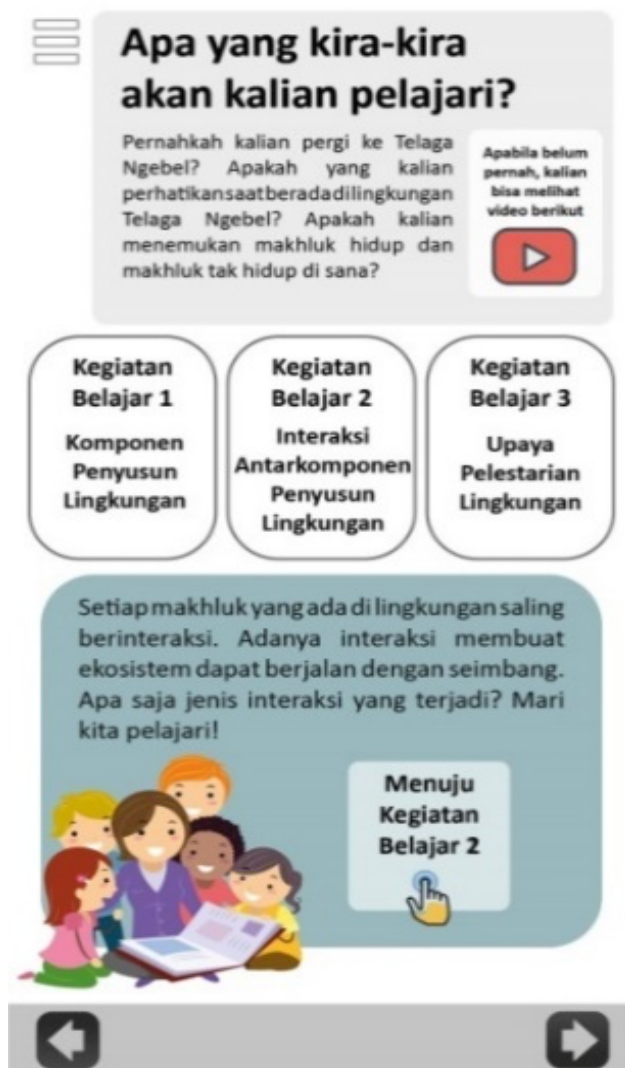 Apa yang kira-kira
akan kalian pelajari?
Pernahkah kalian pergi ke Telaga
Ngebel? Apakah yang kalian
perhatikansaatberadadilingkungan
Telaga Ngebel? Apakah kalian
menemukan makhluk hidup dan
makhluk tak hidup di sana?
Apabila belum
pernah, kalian
bisa melihat
video berikut
Kegiatan
Belajar 1
Komponen
Penyusun
Lingkungan
Kegiatan
Belajar 2
Interaksi
Antarkomponen
Penyusun
Lingkungan
Kegiatan
Belajar 3
Upaya
Pelestarian
Lingkungan
Setiap makhluk yang ada di lingkungan saling
berinteraksi. Adanya interaksi membuat
ekosistem dapat berjalan dengan seimbang.
Apa saja jenis interaksi yang terjadi? Mari
kita pelajari!
Menuju
Kegiatan
Belajar 2